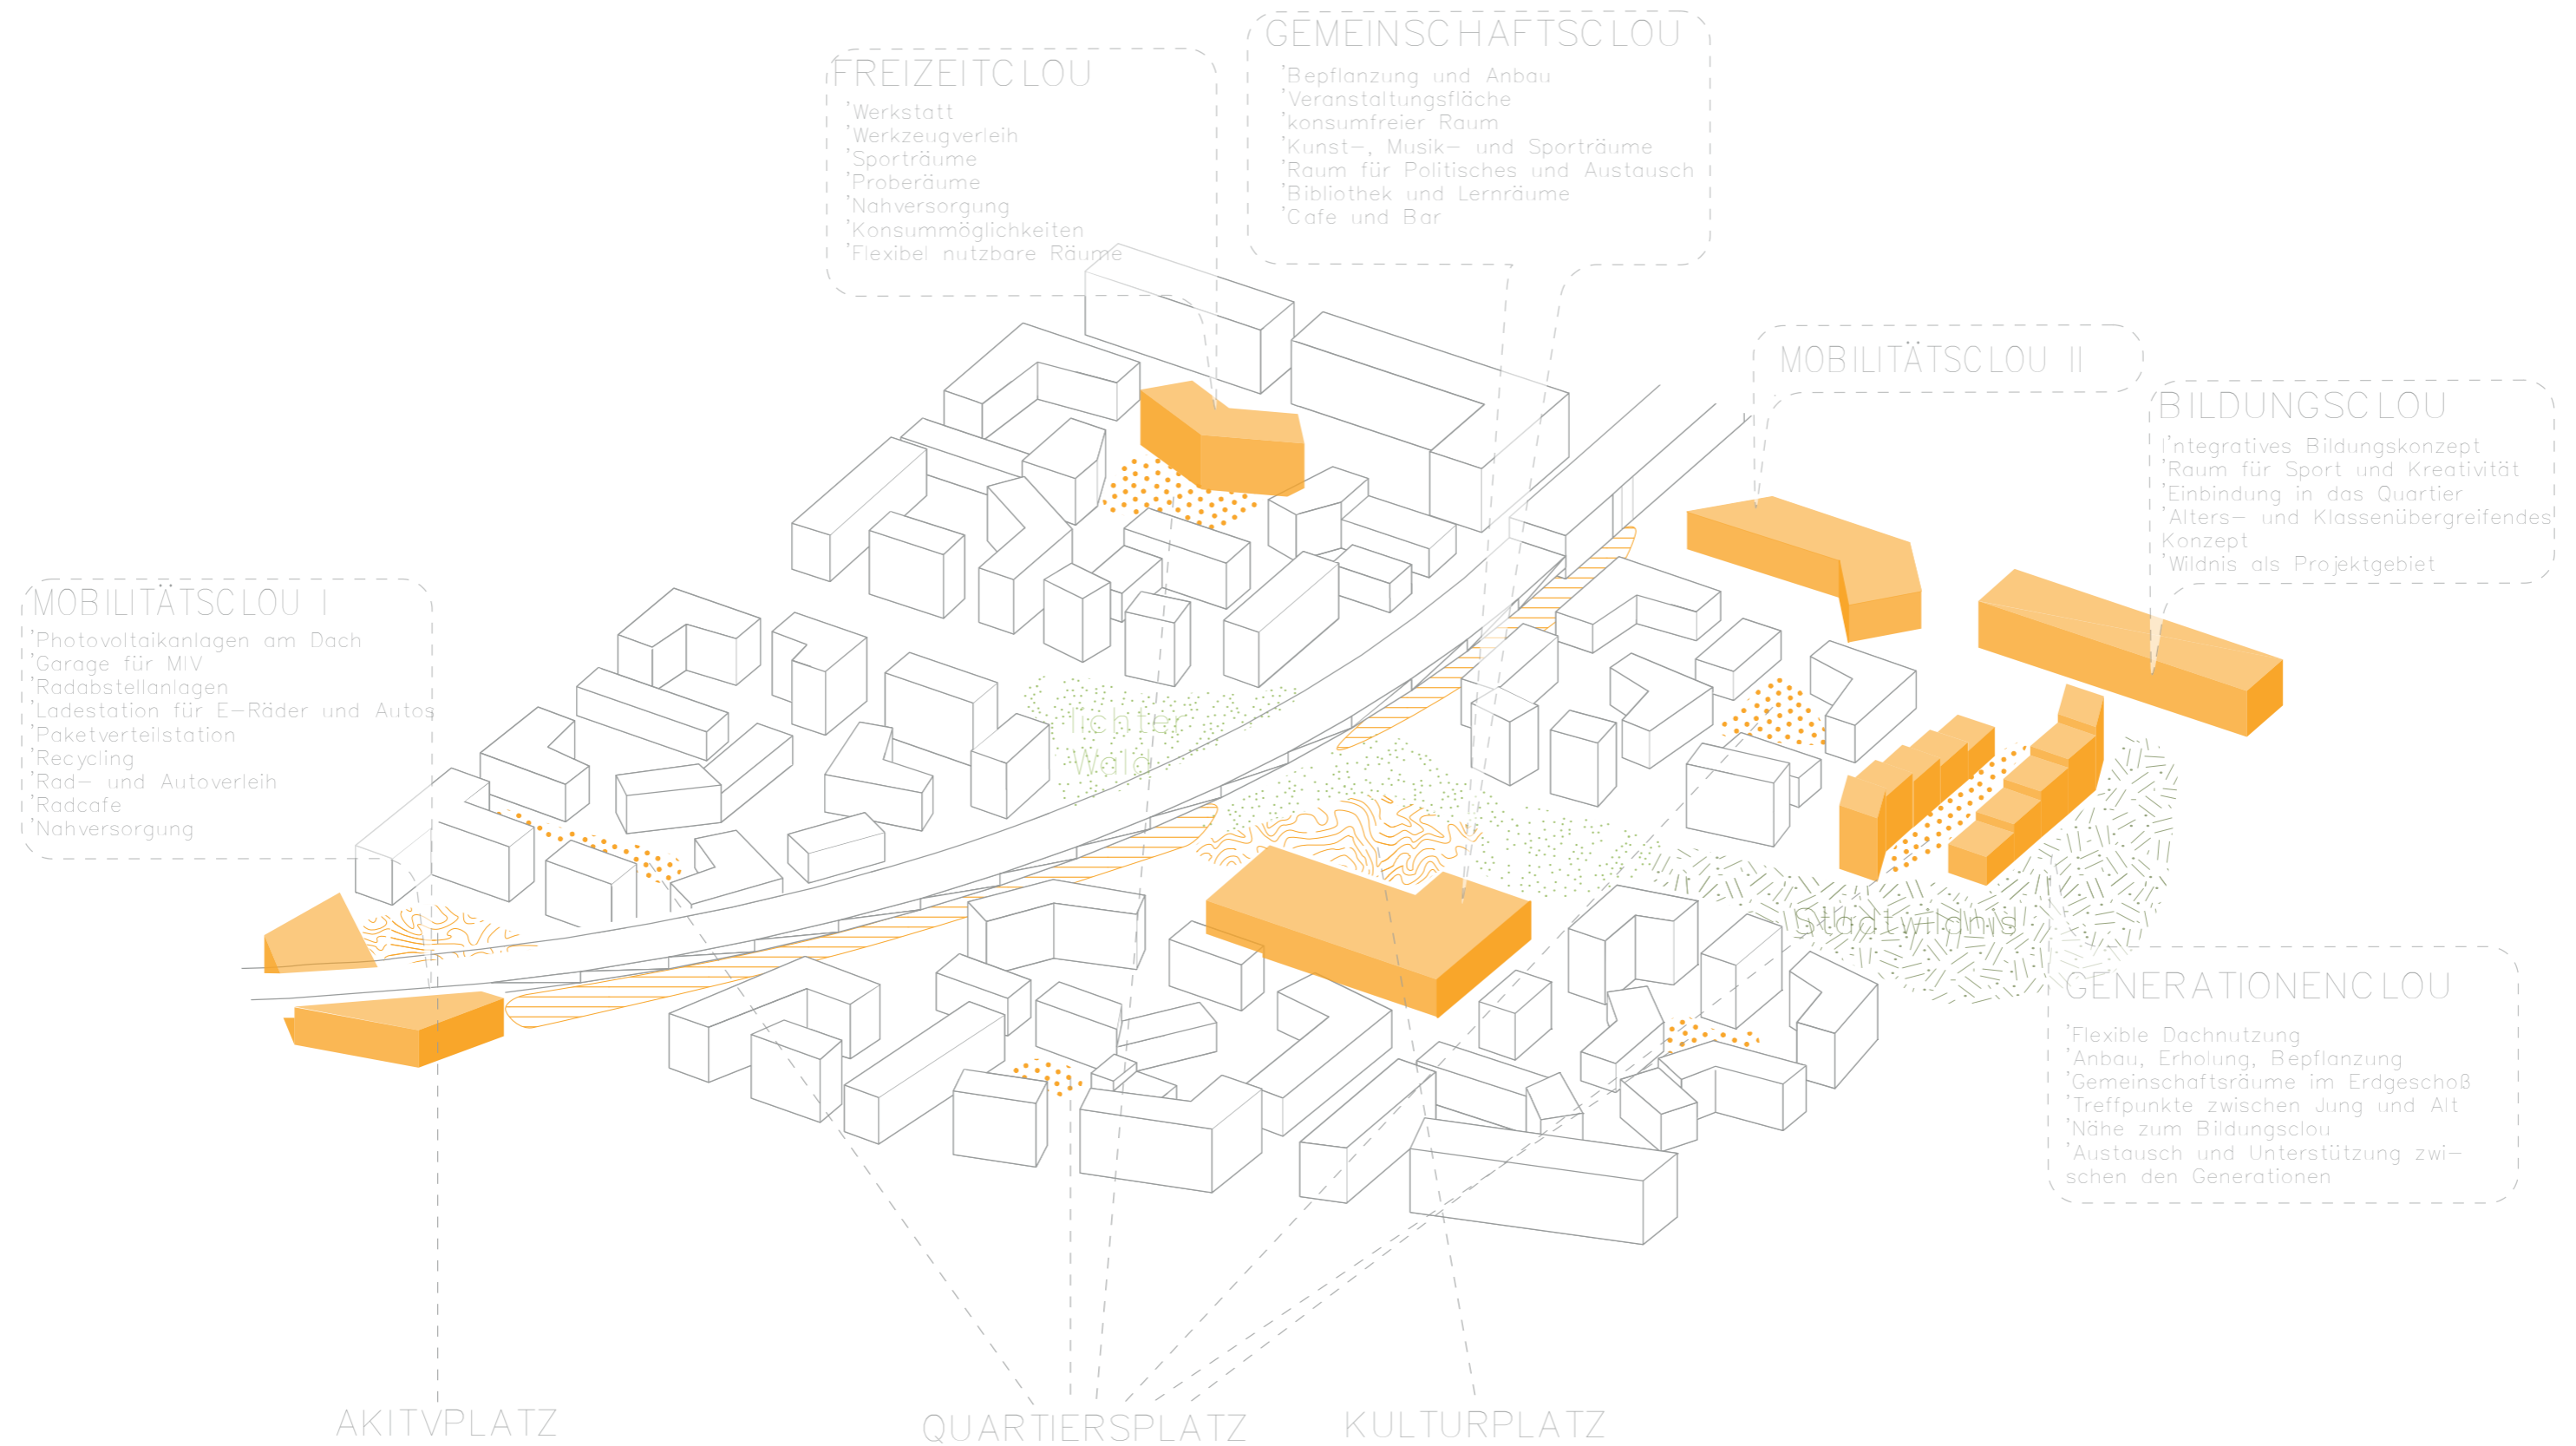 GEMEINSCHAFTSCLOU
'Bepflanzung und Anbau
'Veranstaltungsfläche
'konsumfreier Raum
'Kunst-, Musik- und Sporträume
'Raum für Politisches und Austausch
'Bibliothek und Lernräume
'Cafe und Bar
FREIZEITCLOU
'Werkstatt
'Werkzeugverleih
'Sporträume
'Proberäume
'Nahversorgung
'Konsummöglichkeiten
'Flexibel nutzbare Räume
MOBILITÄTSCLOU II
BILDUNGSCLOU
I'ntegratives Bildungskonzept
'Raum für Sport und Kreativität
'Einbindung in das Quartier
'Alters- und Klassenübergreifendes
Konzept
'Wildnis als Projektgebiet
MOBILITÄTSCLOU I
'Photovoltaikanlagen am Dach
'Garage für MIV
'Radabstellanlagen
'Ladestation für E-Räder und Autos
'Paketverteilstation
'Recycling
'Rad- und Autoverleih
'Radcafe
'Nahversorgung
lichter
Wald
Stadtwildnis
GENERATIONENCLOU
'Flexible Dachnutzung
'Anbau, Erholung, Bepflanzung
'Gemeinschaftsräume im Erdgeschoß
'Treffpunkte zwischen Jung und Alt
'Nähe zum Bildungsclou
'Austausch und Unterstützung zwi-
schen den Generationen
AKITVPLATZ
QUARTIERSPLATZ
KULTURPLATZ